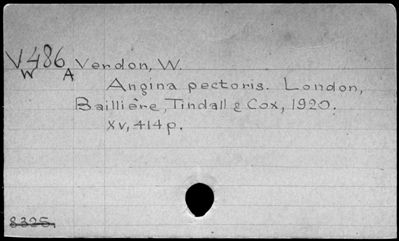 V486 Verdon, W.
W A
Angina pectoris. London,
Baillière, Tindall & Cox, 1920.
xv, 414 p.
8325